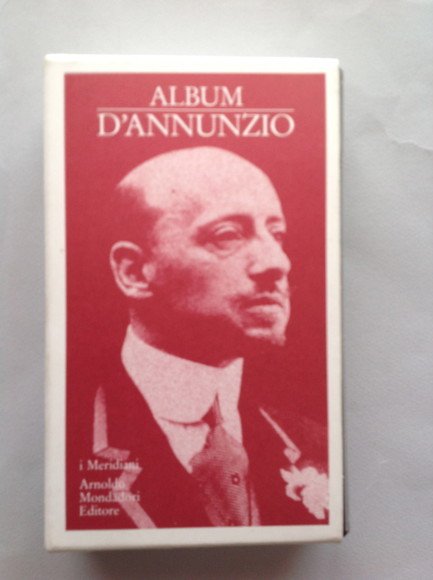 ALBUM
D'ANNUNZIO
i Meridiani
Arnoldo
Mondadori
Editore